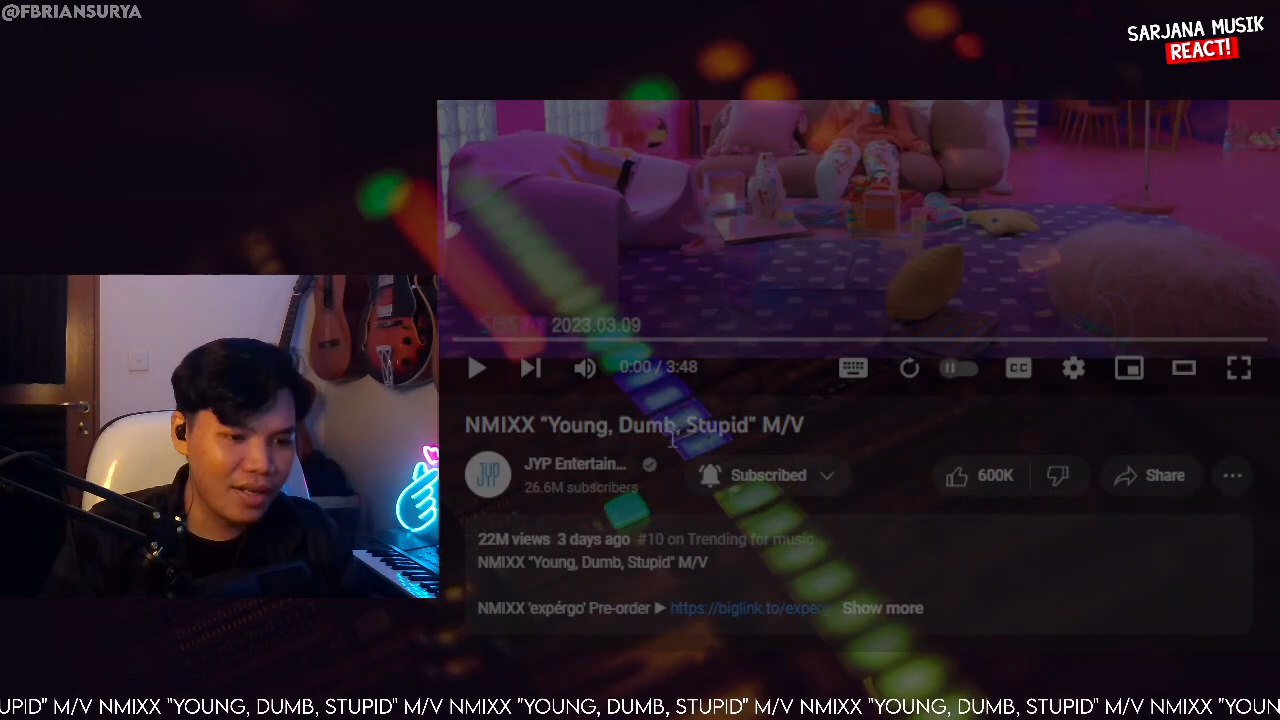 @FBRIANSURYA
SARJANA MUSIK
REACT!
2023.03.09
0:00 / 3:48
CC
NMIXX "Young, Dumb, Stupid" M/V
JYP
JYP Entertain...
26.6M subscribers
Subscribed
600K
Share
22M views 3 days ago #10 on Trending for music
NMIXX "Young, Dumb, Stupid" M/V
NMIXX 'expérgo' Pre-order ▶ https://biglink.to/experg Show more
UPID" M/V NMIXX "YOUNG, DUMB, STUPID" M/V NMIXX "YOUNG, DUMB, STUPID" M/V NMIXX "YOUNG, DUMB, STUPID" M/V NMIXX "YOUN